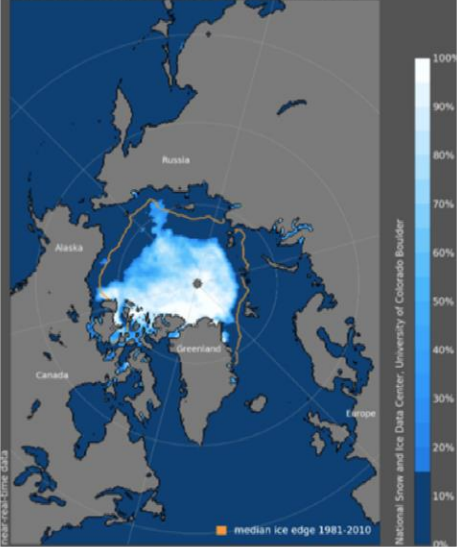 Russia
Alaska
Greenland
Canada
Europe
median ice edge 1981-2010
near-real-time data
National Snow and Ice Data Center, University of Colorado Boulder
100%
90%
80%
70%
60%
50%
40%
30%
20%
10%
0%